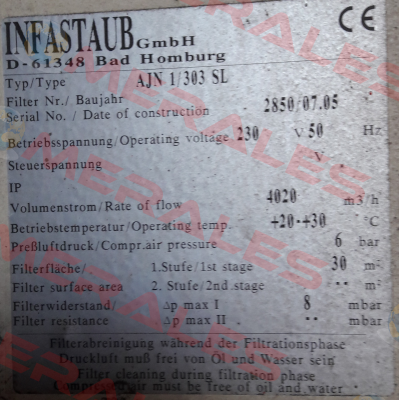 INFASTAUB GmbH
D-61348 Bad Homburg
CE
Typ/Type AJN 1/303 SL
Filter Nr./ Baujahr
Serial No. / Date of construction 2850/07.05
Betriebsspannung/Operating voltage 230 V 50 Hz
Steuerspannung V
IP
Volumenstrom/Rate of flow 4020 m3/h
Betriebstemperatur/Operating temp. +20-+30 °C
Preßluftdruck/Compr.air pressure 6 bar
Filterfläche/ 1.Stufe/1st stage 30 m²
Filter surface area 2. Stufe/2nd stage -- m²
Filterwiderstand/ Δp max I 8 mbar
Filter resistance Δp max II -- mbar
Filterabreinigung während der Filtrationsphase
Druckluft muß frei von Öl und Wasser sein
Filter cleaning during filtration phase
Compressed air must be free of oil and water